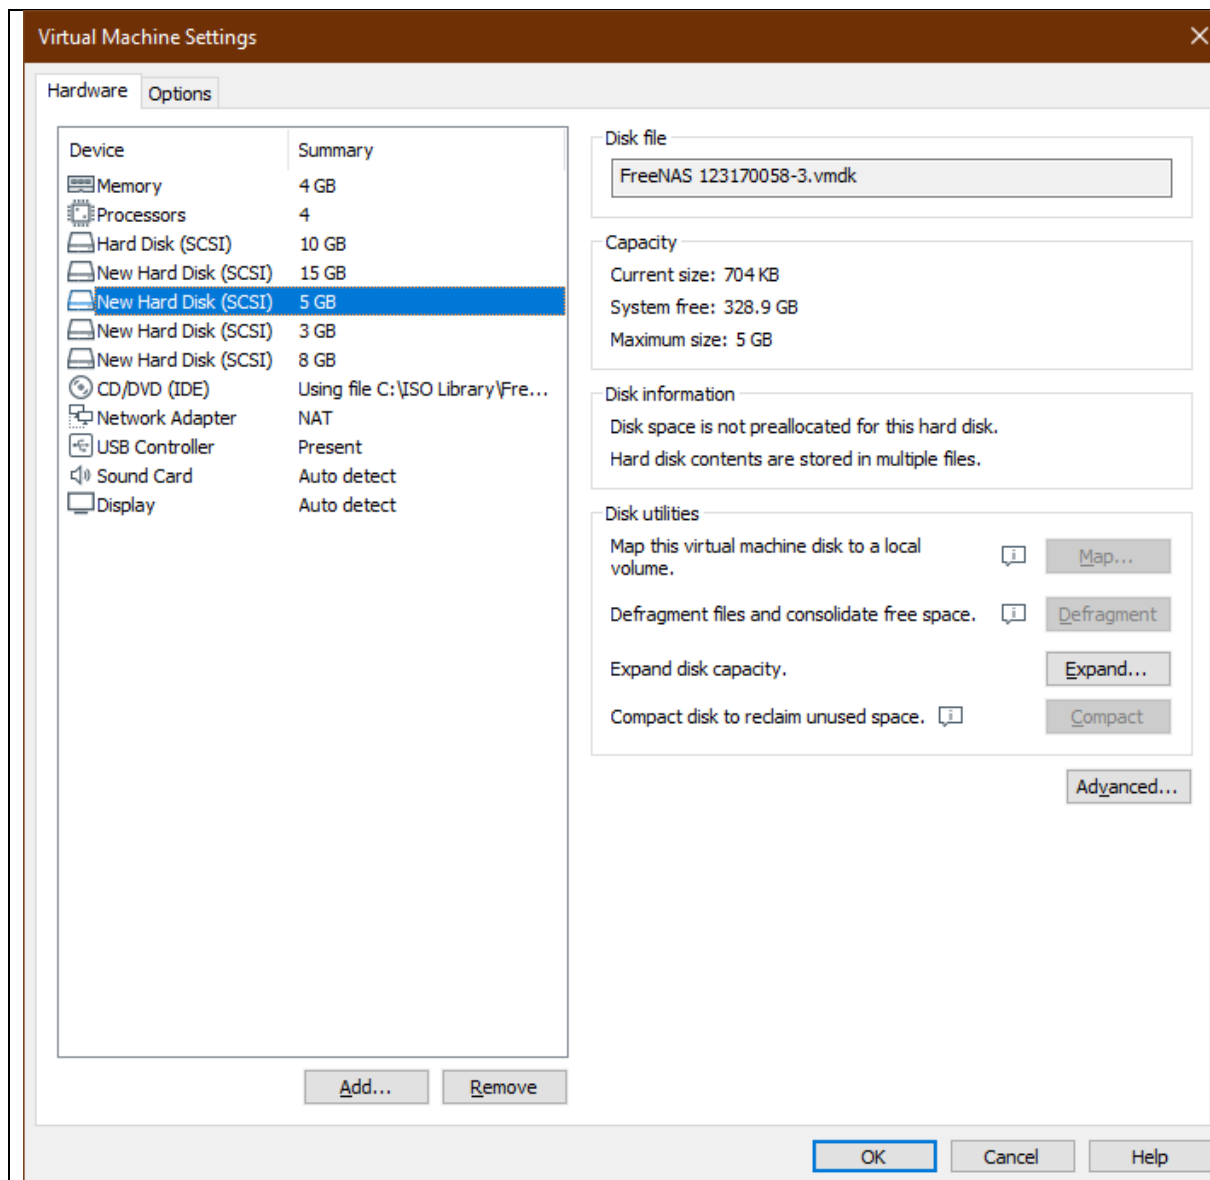 Virtual Machine Settings
Hardware
Options
Device Summary
Memory 4 GB
Processors 4
Hard Disk (SCSI) 10 GB
New Hard Disk (SCSI) 15 GB
New Hard Disk (SCSI) 5 GB
New Hard Disk (SCSI) 3 GB
New Hard Disk (SCSI) 8 GB
CD/DVD (IDE) Using file C:\ISO Library\Fre...
Network Adapter NAT
USB Controller Present
Sound Card Auto detect
Display Auto detect
Add...
Remove
Disk file
FreeNAS 123170058-3.vmdk
Capacity
Current size: 704 KB
System free: 328.9 GB
Maximum size: 5 GB
Disk information
Disk space is not preallocated for this hard disk.
Hard disk contents are stored in multiple files.
Disk utilities
Map this virtual machine disk to a local
volume.
Map...
Defragment files and consolidate free space.
Defragment
Expand disk capacity.
Expand...
Compact disk to reclaim unused space.
Compact
Advanced...
OK
Cancel
Help